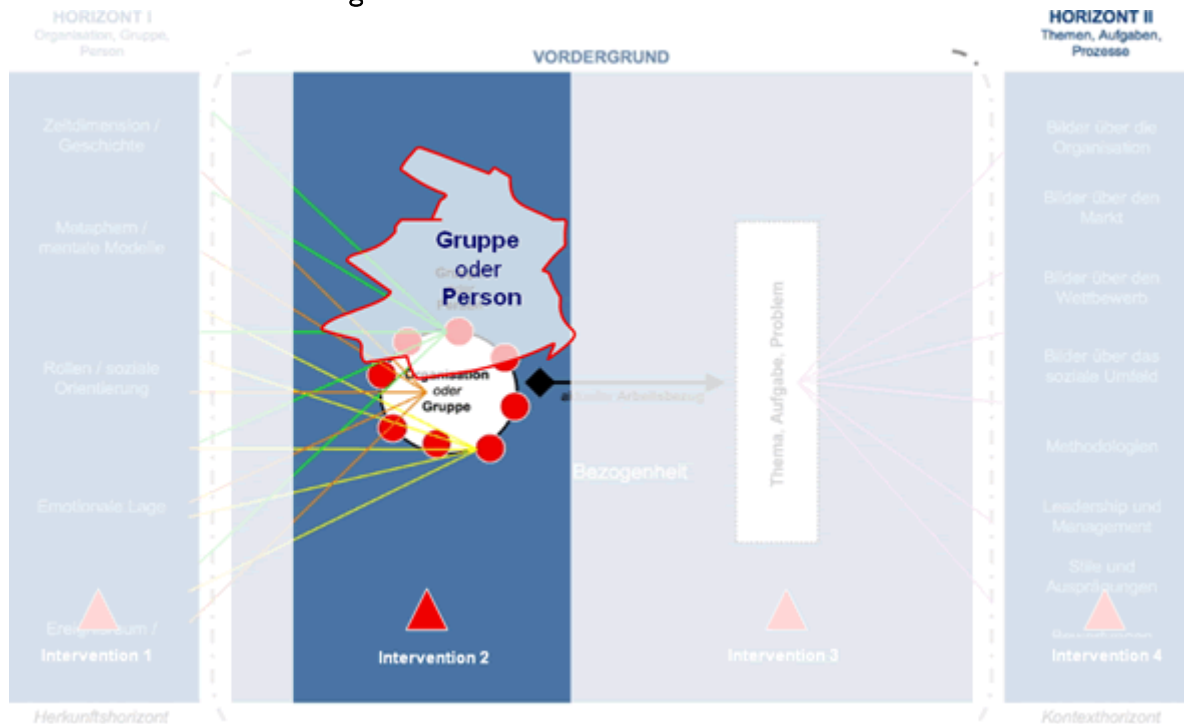 HORIZONT I
Organisation, Gruppe,
Person
VORDERGRUND
HORIZONT II
Themen, Aufgaben,
Prozesse
Zeitdimension /
Geschichte
Metaphern /
mentale Modelle
Rollen / soziale
Orientierung
Emotionale Lage
Intervention 1
Herkunftshorizont
Gruppe
oder
Person
Organisation
oder
Gruppe
Intervention 2
aktueller Arbeitsbezug
Bezogenheit
Thema, Aufgabe, Problem
Intervention 3
Bilder über die
Organisation
Bilder über den
Markt
Bilder über den
Wettbewerb
Bilder über das
soziale Umfeld
Methodologien
Leadership und
Management
Stile und
Ausprägungen
Intervention 4
Kontexthorizont